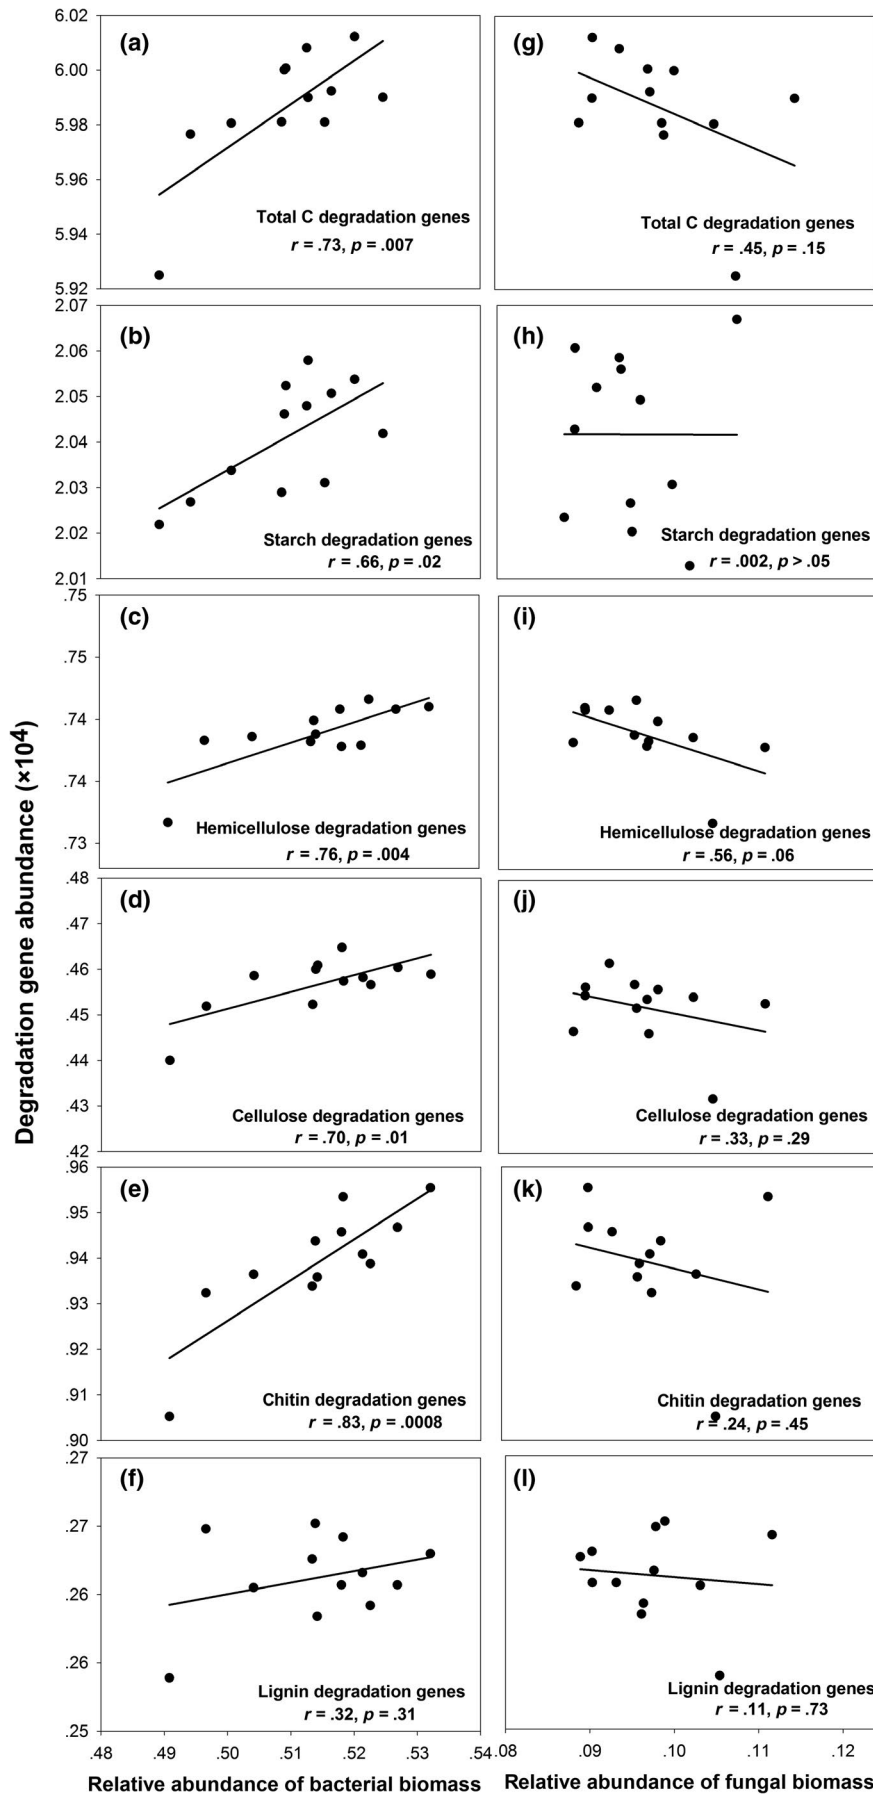 Degradation gene abundance (×10⁴)
(a)
6.02
6.00
5.98
5.96
5.94
5.92
Total C degradation genes
r = .73, p = .007
(g)
Total C degradation genes
r = .45, p = .15
(b)
2.07
2.06
2.05
2.04
2.03
2.02
2.01
Starch degradation genes
r = .66, p = .02
(h)
Starch degradation genes
r = .002, p > .05
(c)
.75
.75
.74
.74
.73
Hemicellulose degradation genes
r = .76, p = .004
(i)
Hemicellulose degradation genes
r = .56, p = .06
(d)
.48
.47
.46
.45
.44
.43
.42
Cellulose degradation genes
r = .70, p = .01
(j)
Cellulose degradation genes
r = .33, p = .29
(e)
.96
.95
.94
.93
.92
.91
.90
Chitin degradation genes
r = .83, p = .0008
(k)
Chitin degradation genes
r = .24, p = .45
(f)
.27
.27
.26
.26
.25
Lignin degradation genes
r = .32, p = .31
(l)
Lignin degradation genes
r = .11, p = .73
.48 .49 .50 .51 .52 .53 .54
Relative abundance of bacterial biomass
.08 .09 .10 .11 .12
Relative abundance of fungal biomass